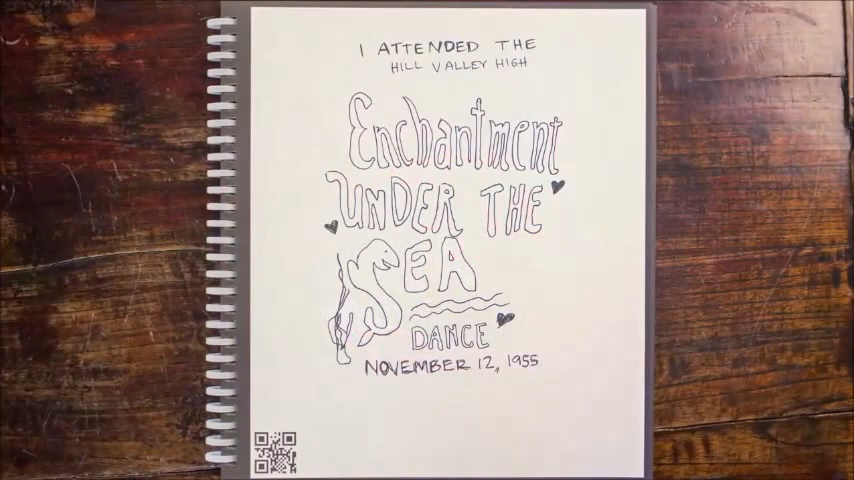 I ATTENDED THE
HILL VALLEY HIGH
Enchantment
UNDER THE
SEA
DANCE
NOVEMBER 12, 1955